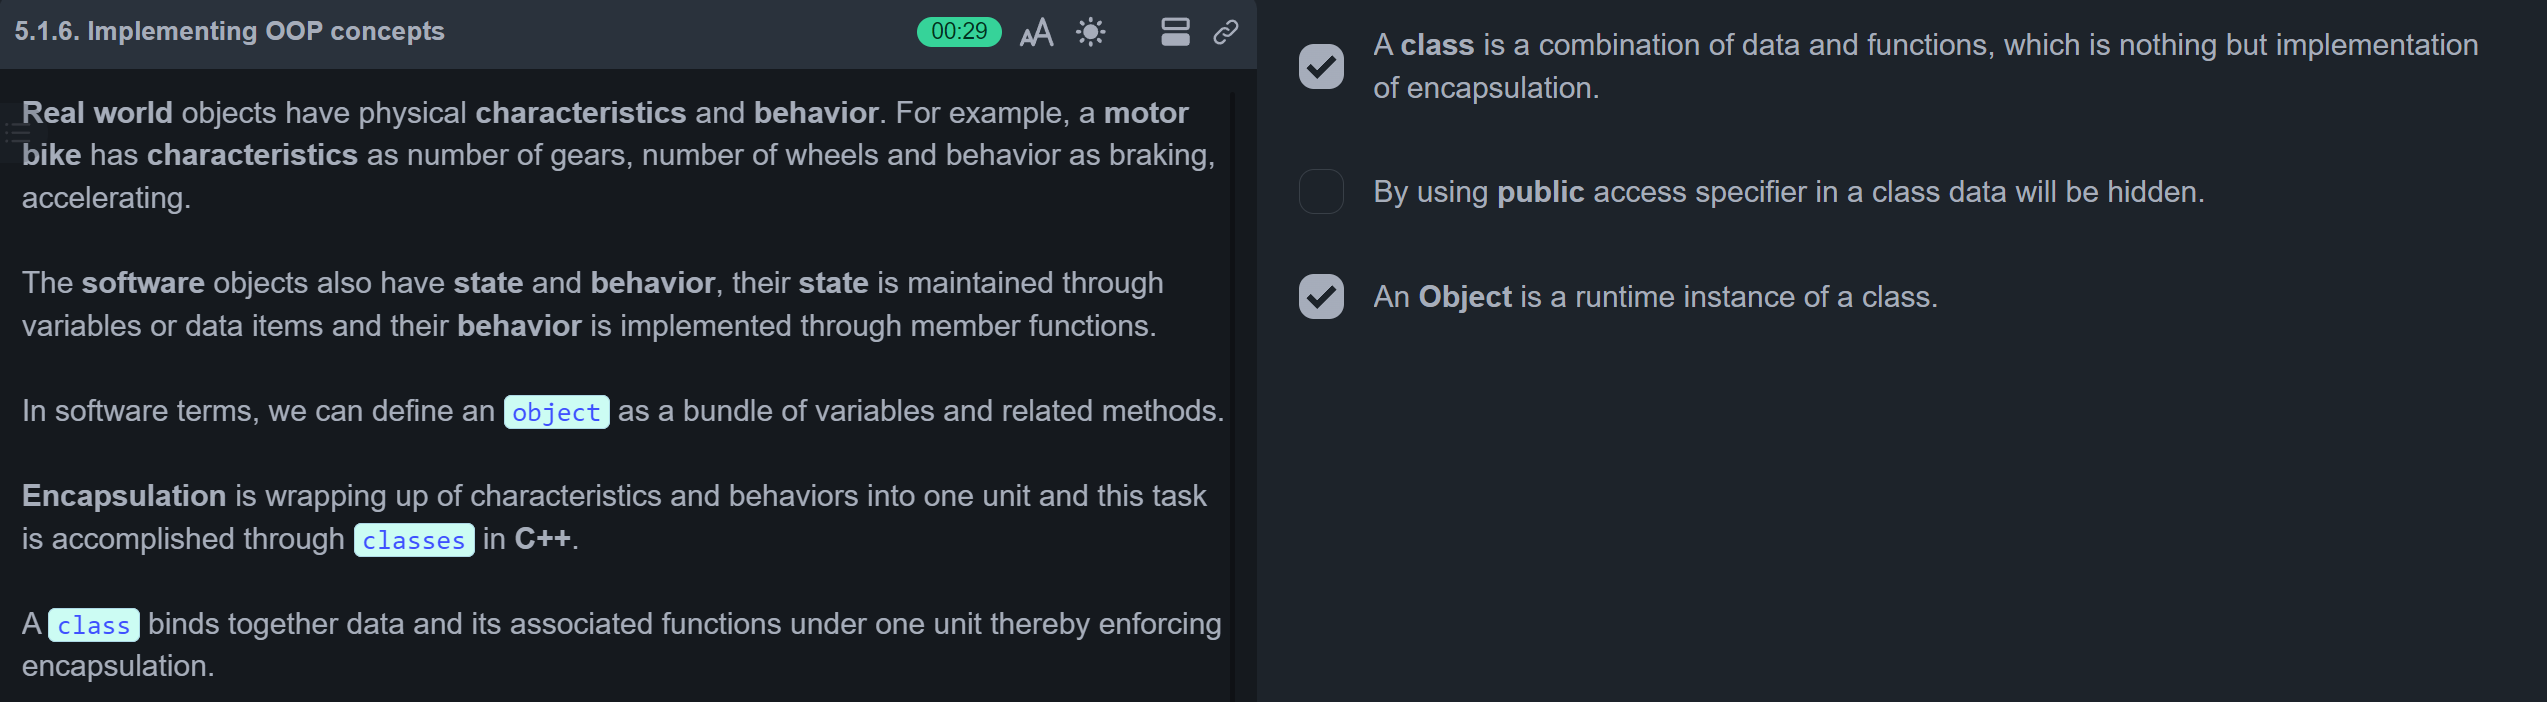 5.1.6. Implementing OOP concepts
00:29
AA
Real world objects have physical characteristics and behavior. For example, a motor
bike has characteristics as number of gears, number of wheels and behavior as braking,
accelerating.
The software objects also have state and behavior, their state is maintained through
variables or data items and their behavior is implemented through member functions.
In software terms, we can define an object as a bundle of variables and related methods.
Encapsulation is wrapping up of characteristics and behaviors into one unit and this task
is accomplished through classes in C++.
A class binds together data and its associated functions under one unit thereby enforcing
encapsulation.
A class is a combination of data and functions, which is nothing but implementation
of encapsulation.
By using public access specifier in a class data will be hidden.
An Object is a runtime instance of a class.